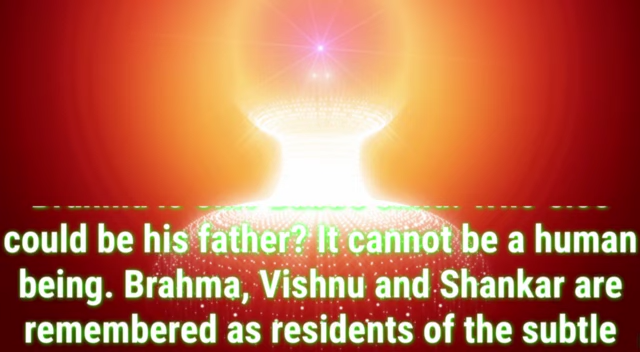 could be his father? It cannot be a human
being. Brahma, Vishnu and Shankar are
remembered as residents of the subtle